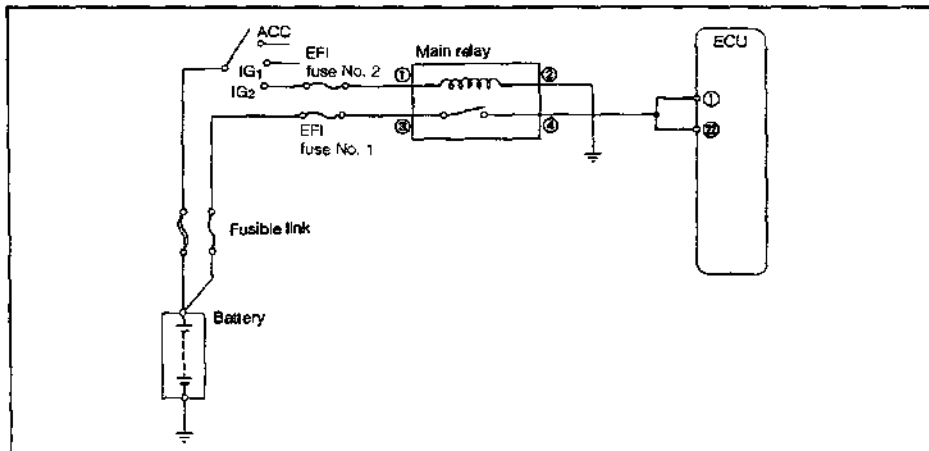 ACC
IG1
EFI
fuse No. 2
IG2
Main relay
①
②
③
④
EFI
fuse No. 1
ECU
①
㉒
Fusible link
Battery